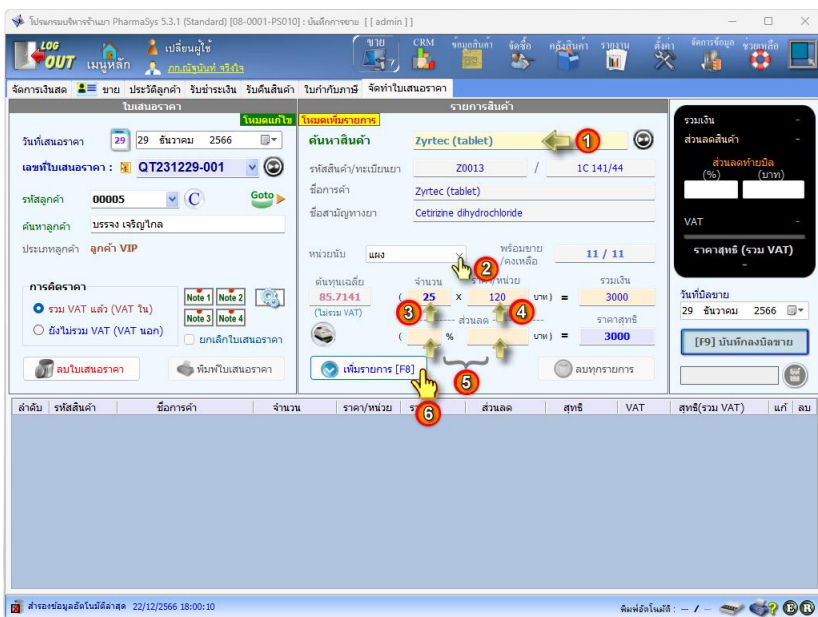 โปรแกรมบริหารร้านยา PharmaSys 5.3.1 (Standard) [08-0001-PS010] : บันทึกการขาย [ [ admin ] ]
LOG OUT เมนูหลัก เปลี่ยนผู้ใช้
ขาย CRM ข้อมูลสินค้า จัดซื้อ คลังสินค้า รายงาน ตั้งค่า จัดการข้อมูล ช่วยเหลือ
จัดการเงินสด ขาย ประวัติลูกค้า รับชำระเงิน รับคืนสินค้า ใบกำกับภาษี จัดทำใบเสนอราคา
ใบเสนอราคา
โหมดแก้ไข
วันที่เสนอราคา 29 29 ธันวาคม 2566
เลขที่ใบเสนอราคา : QT231229-001
รหัสลูกค้า 00005 C Goto
ค้นหาลูกค้า บรรจง เจริญไกล
ประเภทลูกค้า ลูกค้า VIP
การคิดราคา
รวม VAT แล้ว (VAT ใน)
ยังไม่รวม VAT (VAT นอก)
Note 1 Note 2
Note 3 Note 4
ยกเลิกใบเสนอราคา
ลบใบเสนอราคา พิมพ์ใบเสนอราคา
รายการสินค้า
โหมดเพิ่มรายการ
ค้นหาสินค้า Zyrtec (tablet) 1
รหัสสินค้า/ทะเบียนยา Z0013 / 1C 141/44
ชื่อการค้า Zyrtec (tablet)
ชื่อสามัญทางยา Cetirizine dihydrochloride
หน่วยนับ แผง 2 พร้อมขาย /คงเหลือ 11 / 11
ต้นทุนเฉลี่ย จำนวน ราคา/หน่วย รวมเงิน
85.7141 ( 25 x 120 บาท) = 3000
(ไม่รวม VAT) 3 4 ส่วนลด ราคาสุทธิ
( % บาท) = 3000
5
เพิ่มรายการ [F8] ลบทุกรายการ
6
รวมเงิน -
ส่วนลดสินค้า -
ส่วนลดท้ายบิล
(%) (บาท)
VAT -
ราคาสุทธิ (รวม VAT)
-
วันที่บิลขาย
29 ธันวาคม 2566
[F9] บันทึกลงบิลขาย
ลำดับ รหัสสินค้า ชื่อการค้า จำนวน ราคา/หน่วย ส่วนลด สุทธิ VAT สุทธิ(รวม VAT) แก้ ลบ
สำรองข้อมูลอัตโนมัติล่าสุด 22/12/2566 18:00:10
พิมพ์อัตโนมัติ : - / - E R